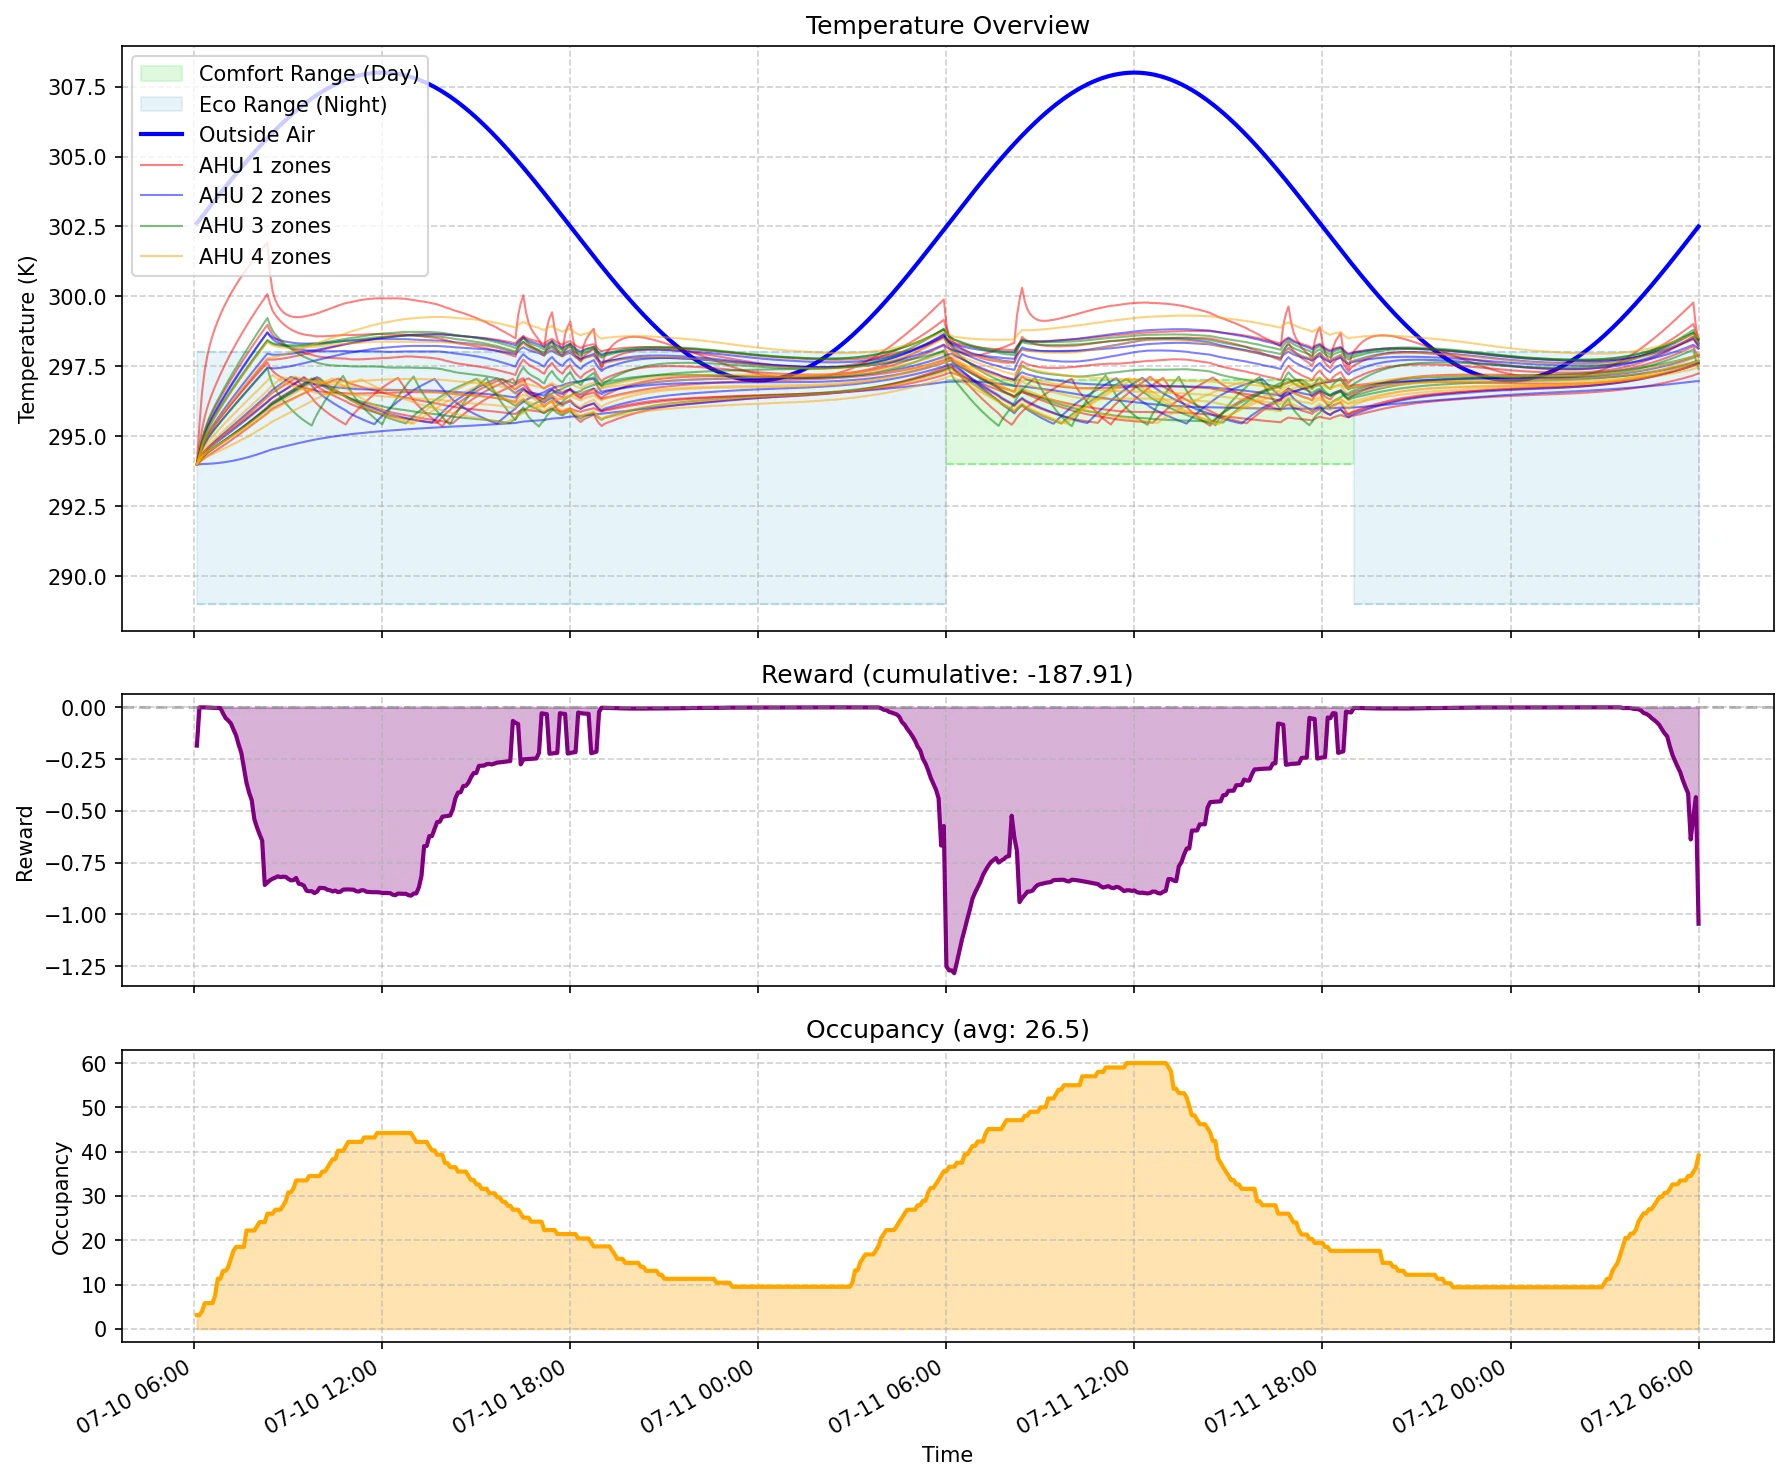 Temperature Overview
Temperature (K)
307.5
305.0
302.5
300.0
297.5
295.0
292.5
290.0
Comfort Range (Day)
Eco Range (Night)
Outside Air
AHU 1 zones
AHU 2 zones
AHU 3 zones
AHU 4 zones
Reward (cumulative: -187.91)
Reward
0.00
−0.25
−0.50
−0.75
−1.00
−1.25
Occupancy (avg: 26.5)
Occupancy
60
50
40
30
20
10
0
07-10 06:00
07-10 12:00
07-10 18:00
07-11 00:00
07-11 06:00
07-11 12:00
07-11 18:00
07-12 00:00
07-12 06:00
Time